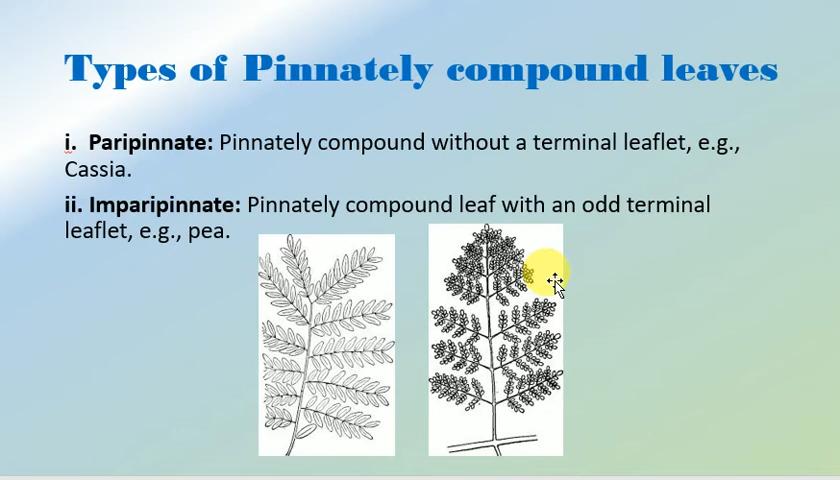 Types of Pinnately compound leaves
i. Paripinnate: Pinnately compound without a terminal leaflet, e.g.,
Cassia.
ii. Imparipinnate: Pinnately compound leaf with an odd terminal
leaflet, e.g., pea.